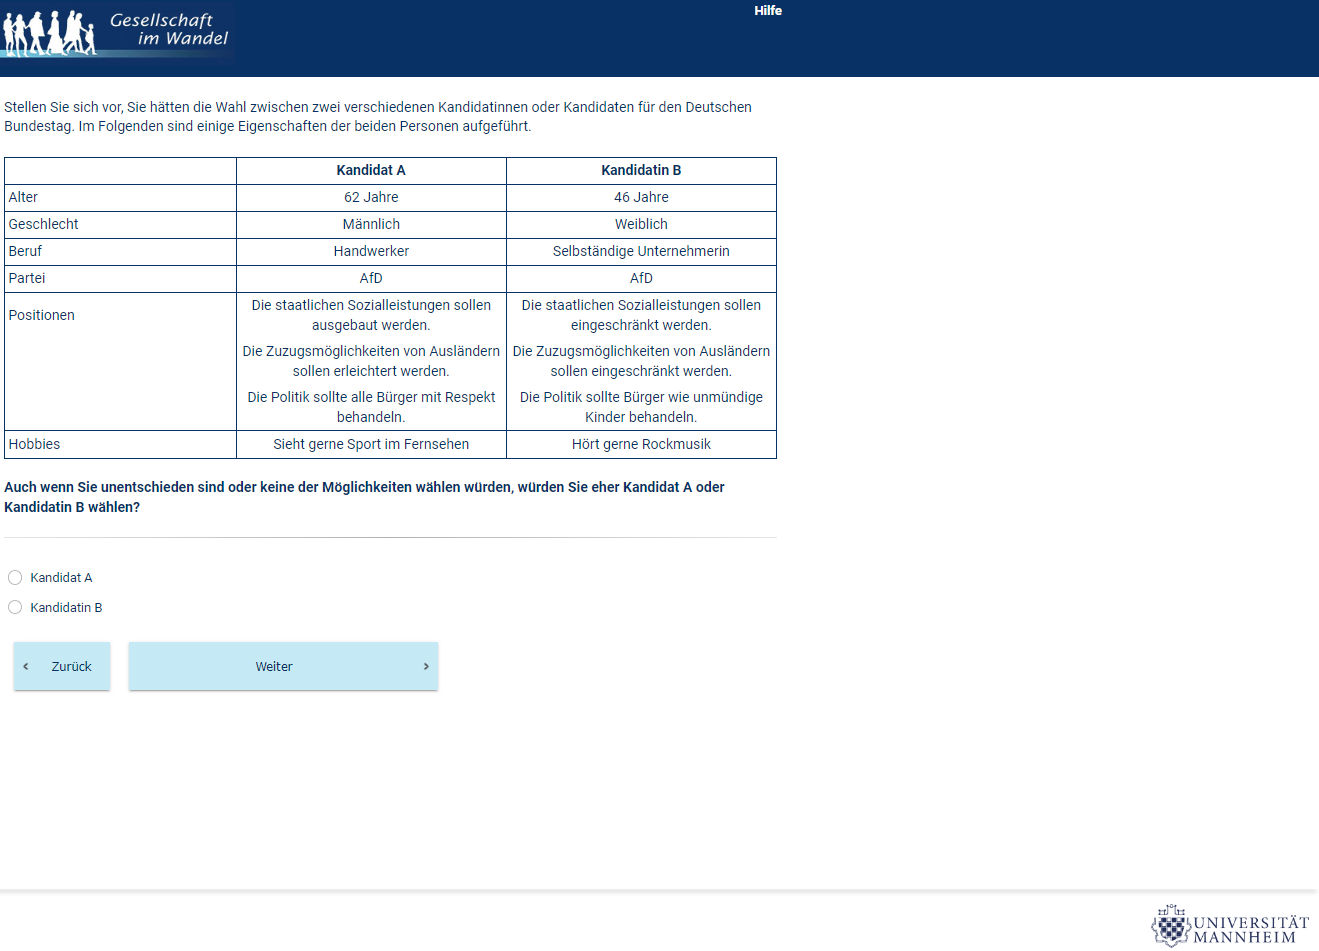 Gesellschaft
im Wandel
Hilfe
Stellen Sie sich vor, Sie hätten die Wahl zwischen zwei verschiedenen Kandidatinnen oder Kandidaten für den Deutschen
Bundestag. Im Folgenden sind einige Eigenschaften der beiden Personen aufgeführt.
Kandidat A Kandidatin B
Alter 62 Jahre 46 Jahre
Geschlecht Männlich Weiblich
Beruf Handwerker Selbständige Unternehmerin
Partei AfD AfD
Positionen
Die staatlichen Sozialleistungen sollen
ausgebaut werden.
Die Zuzugsmöglichkeiten von Ausländern
sollen erleichtert werden.
Die Politik sollte alle Bürger mit Respekt
behandeln.
Die staatlichen Sozialleistungen sollen
eingeschränkt werden.
Die Zuzugsmöglichkeiten von Ausländern
sollen eingeschränkt werden.
Die Politik sollte Bürger wie unmündige
Kinder behandeln.
Hobbies Sieht gerne Sport im Fernsehen Hört gerne Rockmusik
Auch wenn Sie unentschieden sind oder keine der Möglichkeiten wählen würden, würden Sie eher Kandidat A oder
Kandidatin B wählen?
Kandidat A
Kandidatin B
‹ Zurück
Weiter ›
UNIVERSITÄT
MANNHEIM